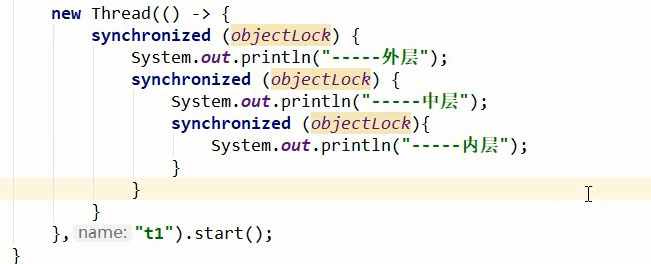 new Thread(() -> {
synchronized (objectLock) {
System.out.println("-----外层");
synchronized (objectLock) {
System.out.println("-----中层");
synchronized (objectLock){
System.out.println("-----内层");
}
}
}
}, name: "t1").start();
}